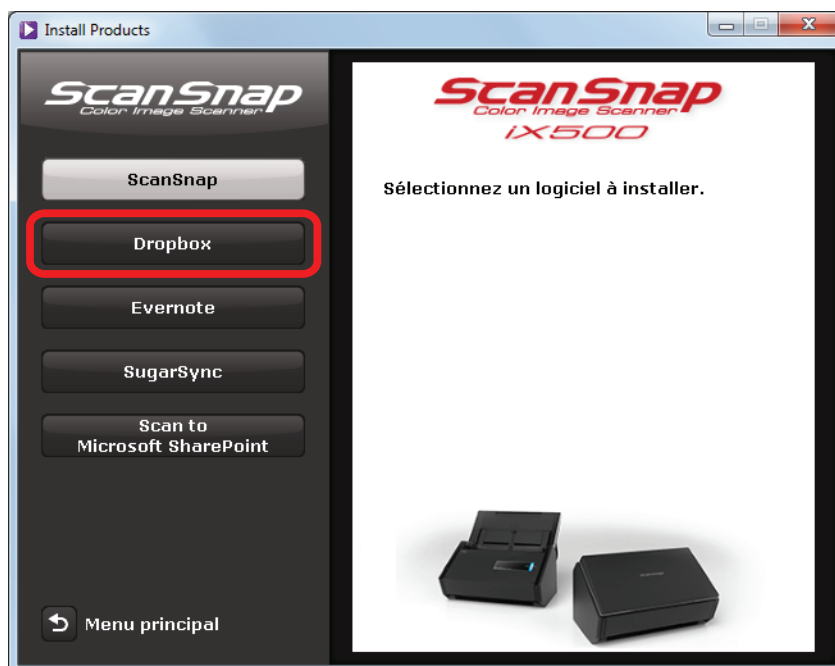 Install Products
ScanSnap
Color Image Scanner
ScanSnap
Dropbox
Evernote
SugarSync
Scan to
Microsoft SharePoint
Menu principal
ScanSnap
Color Image Scanner
iX500
Sélectionnez un logiciel à installer.